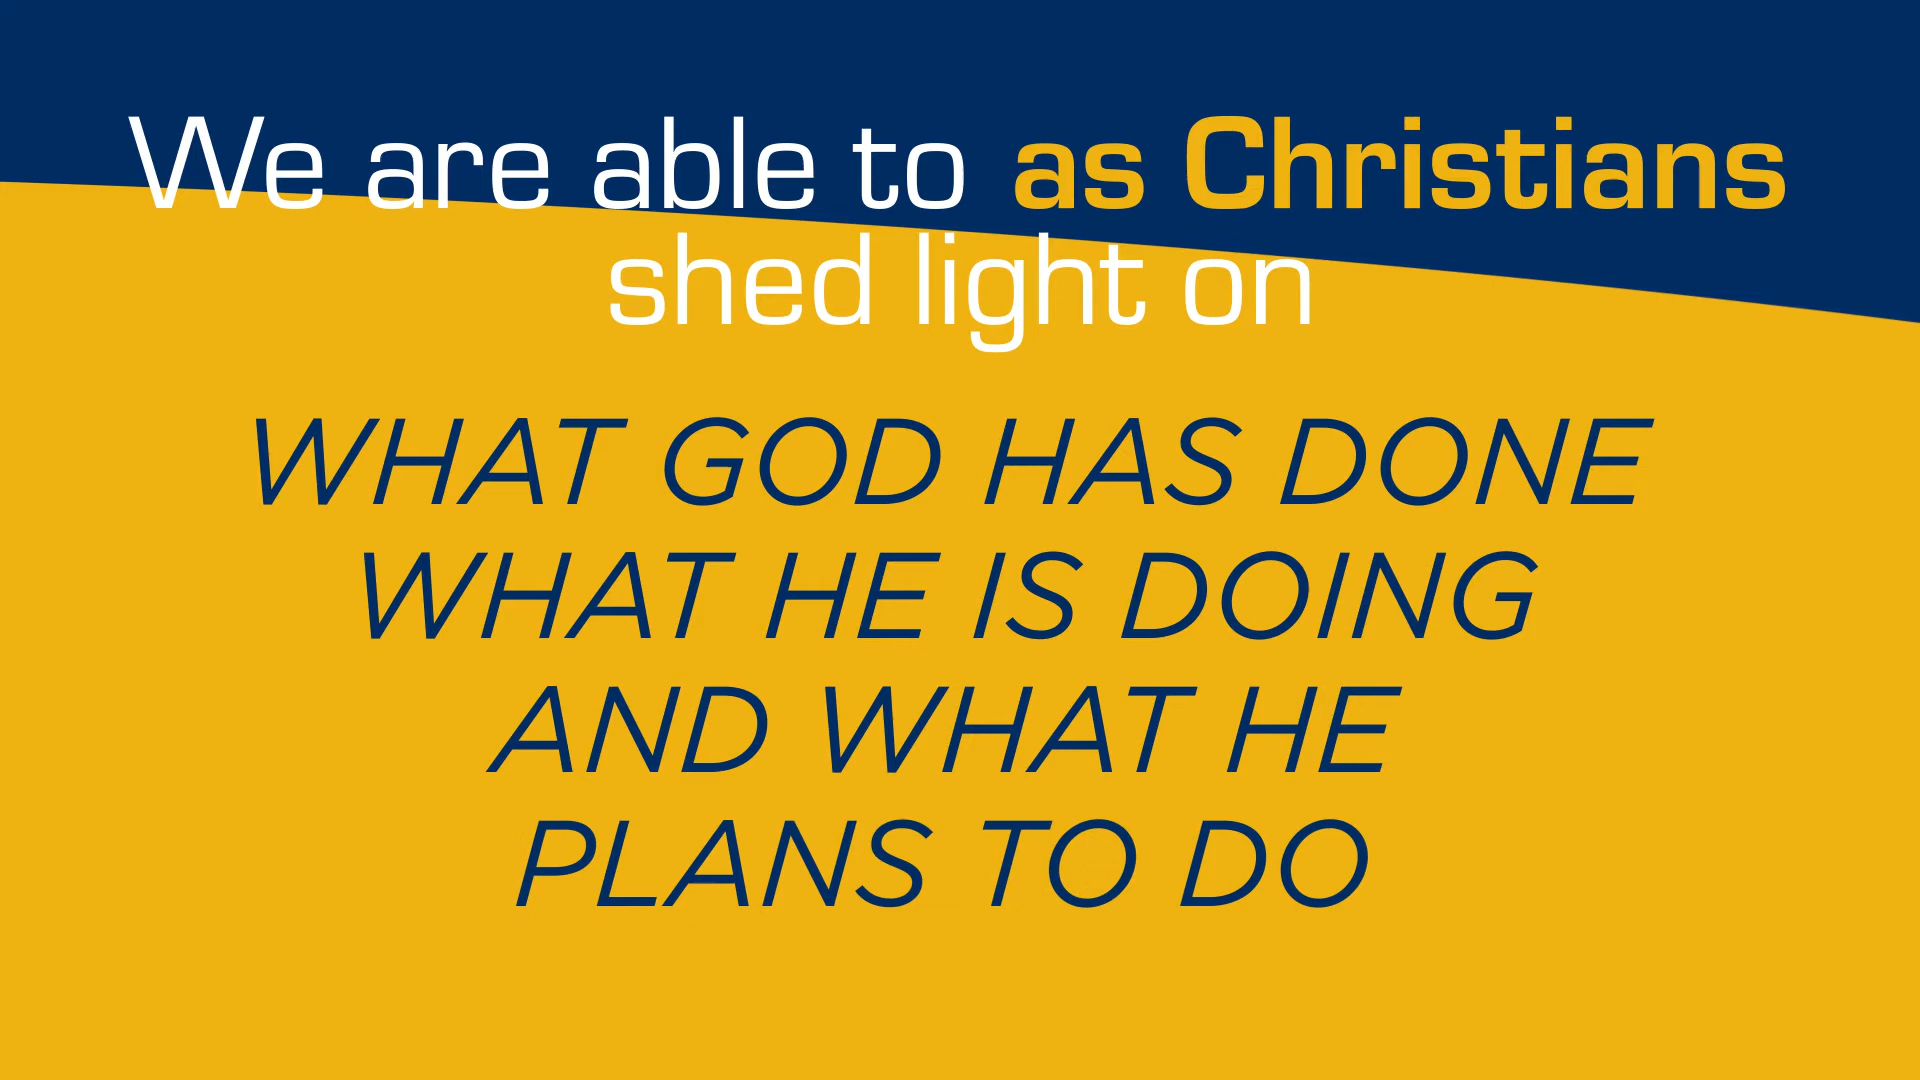 We are able to as Christians
shed light on
WHAT GOD HAS DONE
WHAT HE IS DOING
AND WHAT HE
PLANS TO DO